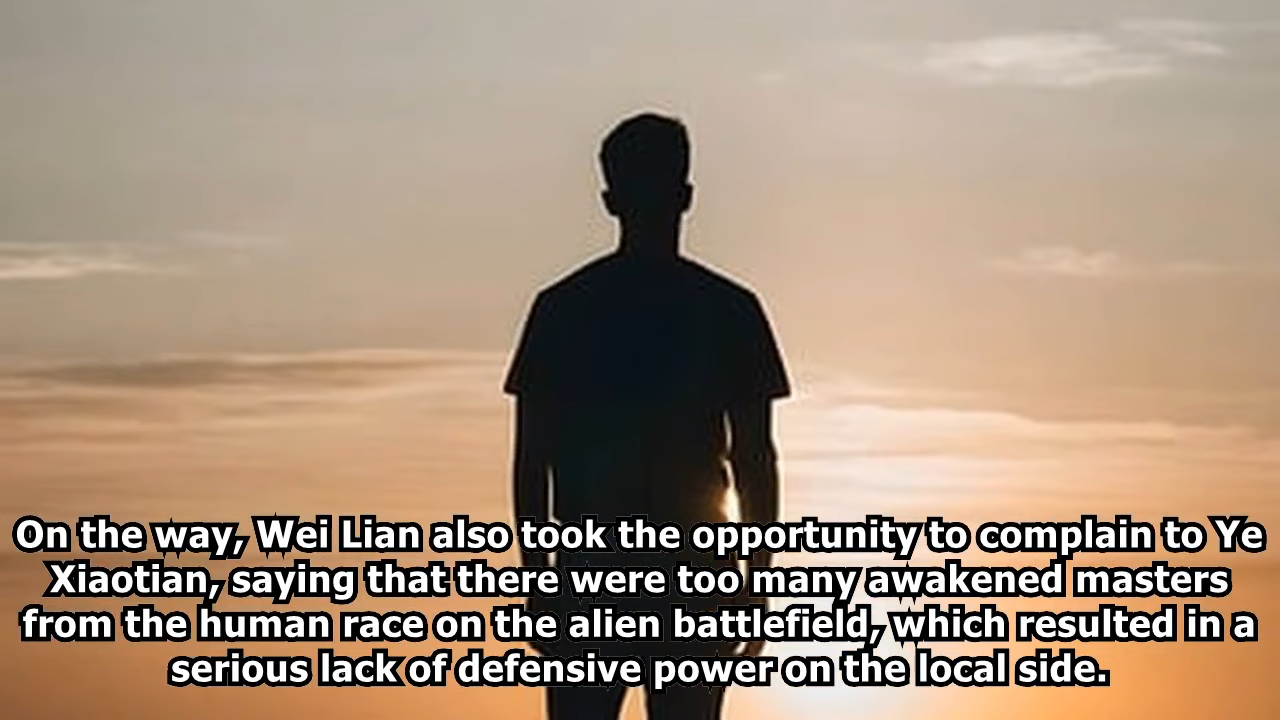 On the way, Wei Lian also took the opportunity to complain to Ye
Xiaotian, saying that there were too many awakened masters
from the human race on the alien battlefield, which resulted in a
serious lack of defensive power on the local side.